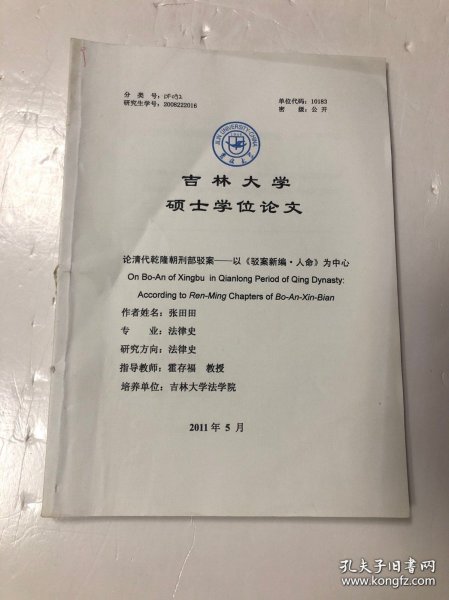 分 类 号：DF092
单位代码：10183
研究生学号：2008222016
密 级：公 开
JILIN UNIVERSITY CHINA
吉林大学
硕士学位论文
论清代乾隆朝刑部驳案——以《驳案新编·人命》为中心
On Bo-An of Xingbu in Qianlong Period of Qing Dynasty:
According to Ren-Ming Chapters of Bo-An-Xin-Bian
作者姓名：张田田
专 业：法律史
研究方向：法律史
指导教师：霍存福 教授
培养单位：吉林大学法学院
2011 年 5 月
孔夫子旧书网
www.kongfz.com